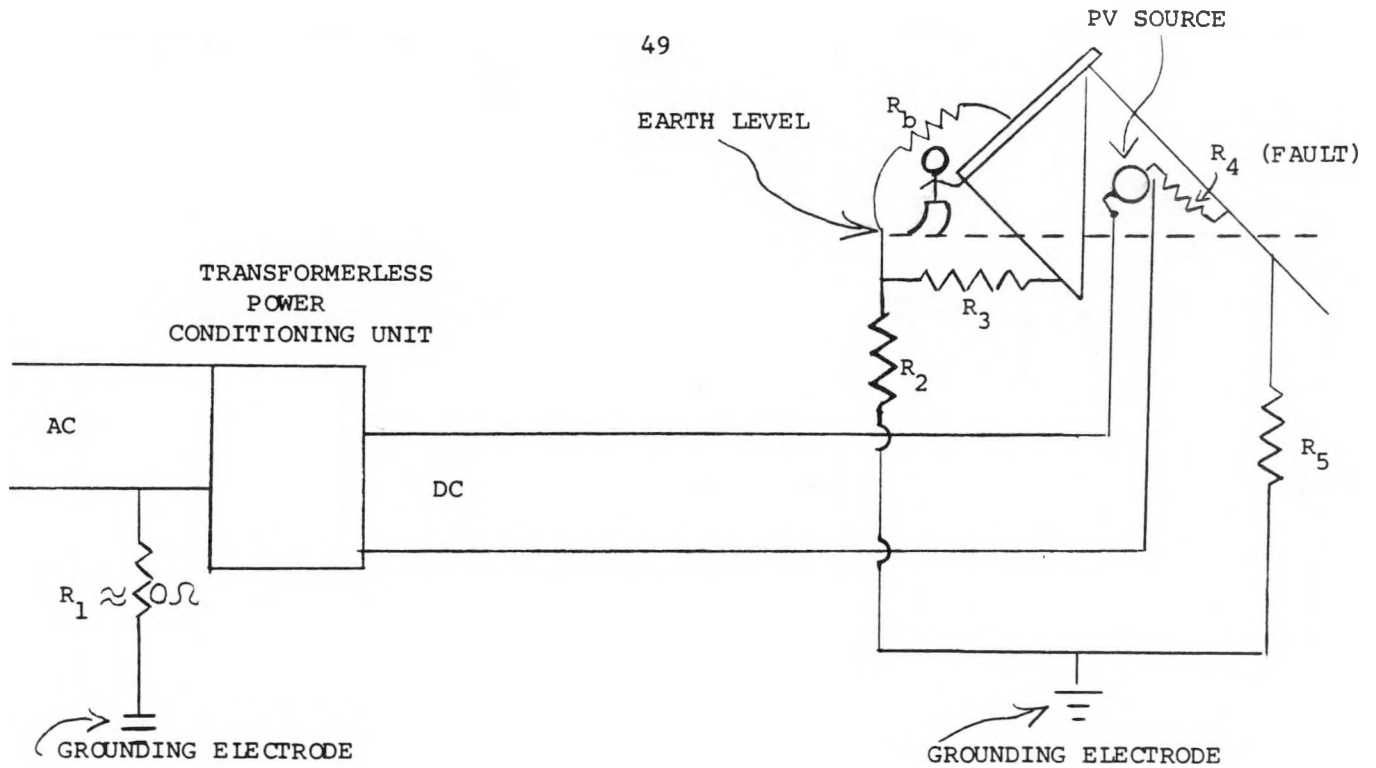 49
PV SOURCE
EARTH LEVEL
R_b
R_4 (FAULT)
TRANSFORMERLESS
POWER
CONDITIONING UNIT
R_3
R_2
AC
DC
R_5
R_1 ≈ 0Ω
GROUNDING ELECTRODE
GROUNDING ELECTRODE